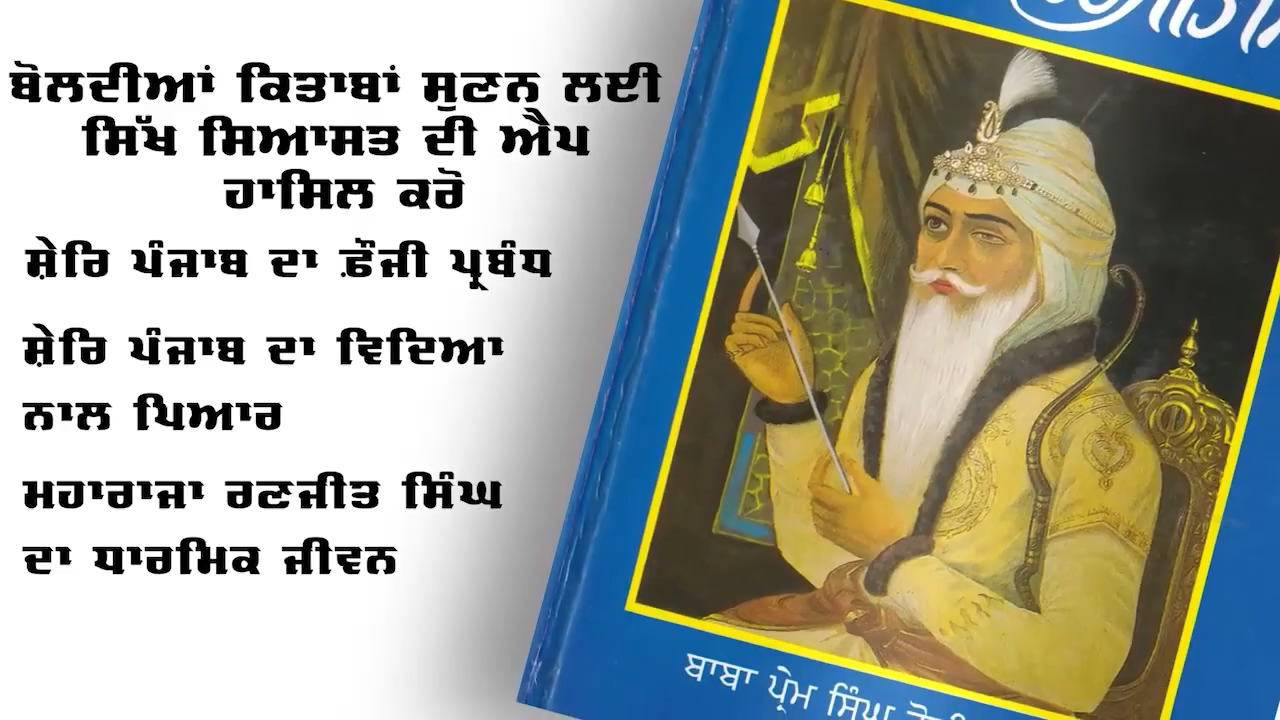 ਬੋਲਦੀਆਂ ਕਿਤਾਬਾਂ ਸੁਣਨ ਲਈ
ਸਿੱਖ ਸਿਆਸਤ ਦੀ ਐਪ
ਹਾਸਿਲ ਕਰੋ
ਸ਼ੇਰਿ ਪੰਜਾਬ ਦਾ ਫ਼ੌਜੀ ਪ੍ਰਬੰਧ
ਸ਼ੇਰਿ ਪੰਜਾਬ ਦਾ ਵਿਦਿਆ
ਨਾਲ ਪਿਆਰ
ਮਹਾਰਾਜਾ ਰਣਜੀਤ ਸਿੰਘ
ਦਾ ਧਾਰਮਿਕ ਜੀਵਨ
ਬਾਬਾ ਪ੍ਰੇਮ ਸਿੰਘ